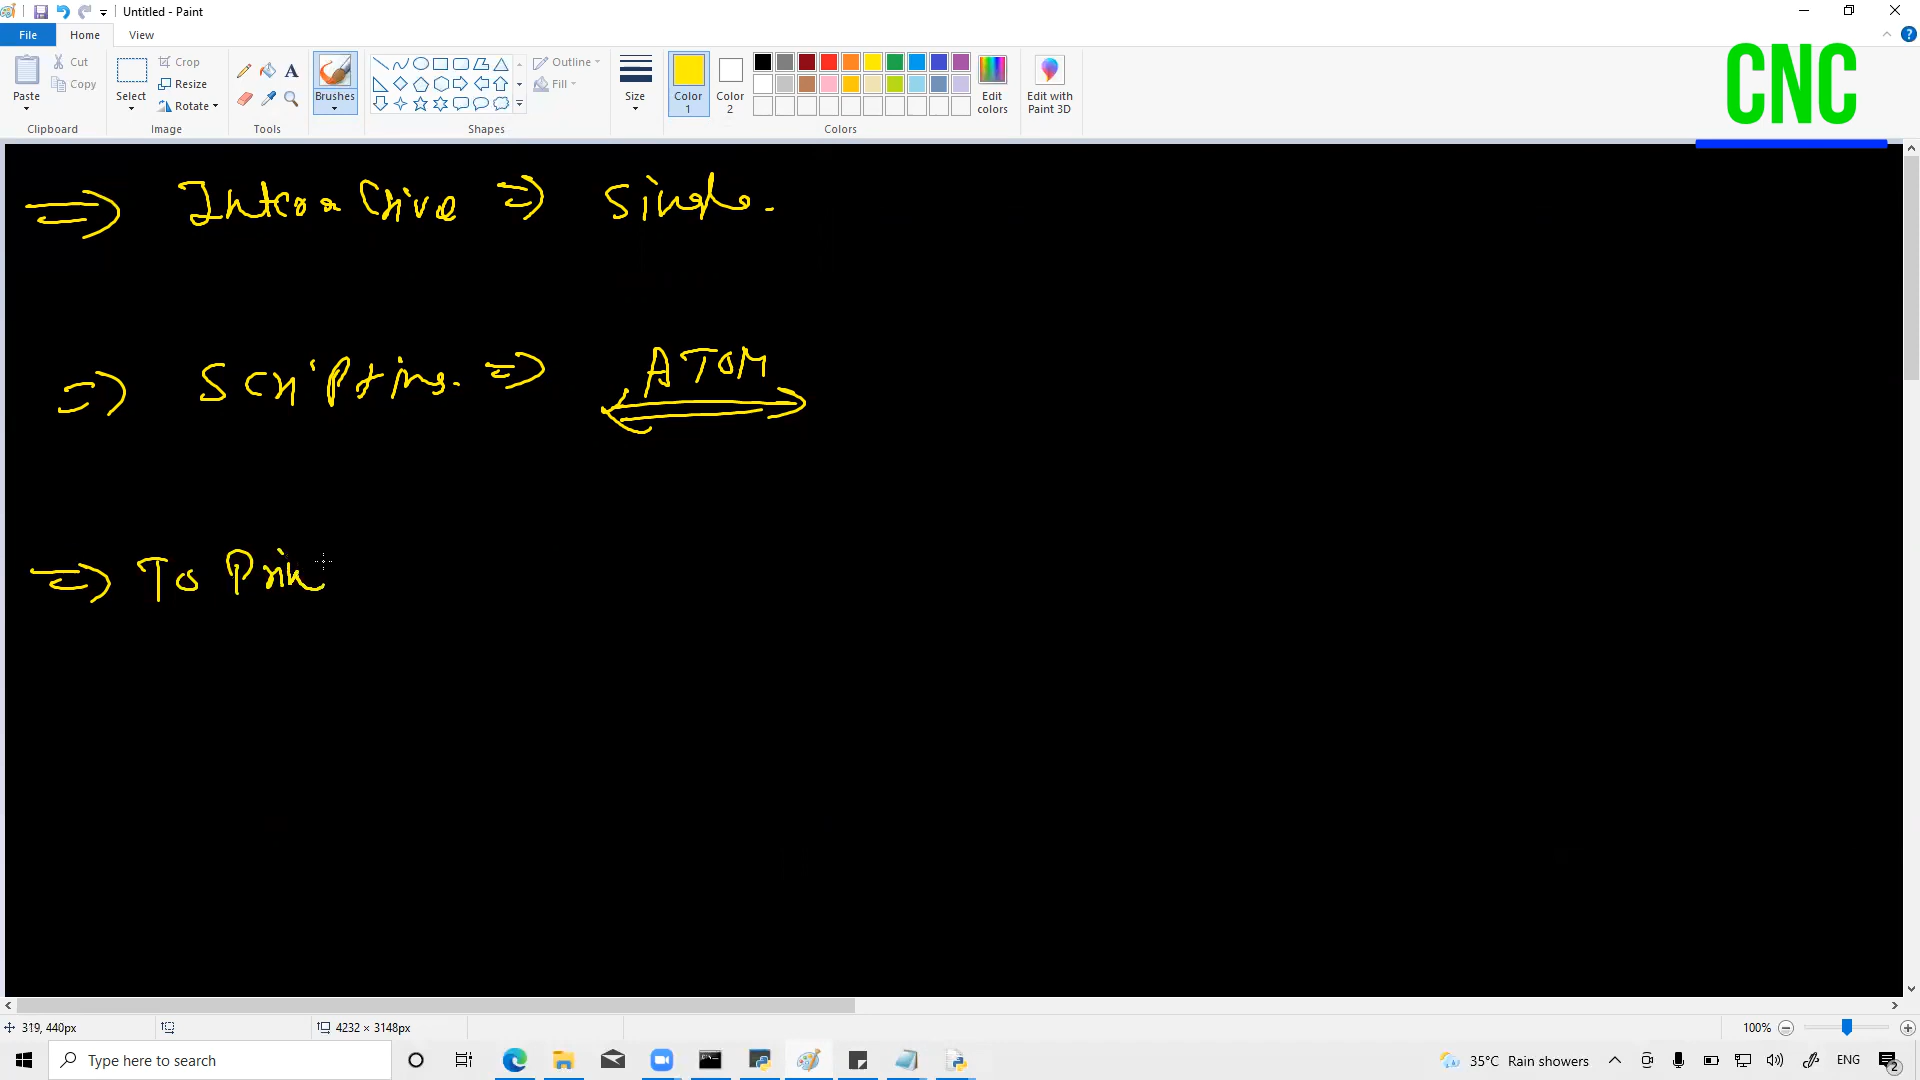 Untitled - Paint
File Home View
Paste
Cut
Copy
Clipboard
Select
Crop
Resize
Rotate
Image
Tools
Brushes
Shapes
Outline
Fill
Size
Color 1
Color 2
Colors
Edit colors
Edit with Paint 3D
CNC
⇒ Interactive ⇒ Single.
⇒ Scripting. ⇒ ATOM
⇒ To Prin
319, 440px
4232 × 3148px
100%
Type here to search
35°C Rain showers
ENG
2